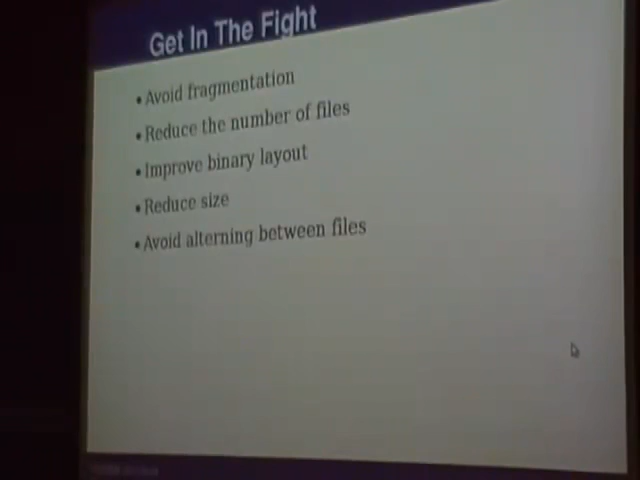 Get In The Fight
• Avoid fragmentation
• Reduce the number of files
• Improve binary layout
• Reduce size
• Avoid alterning between files